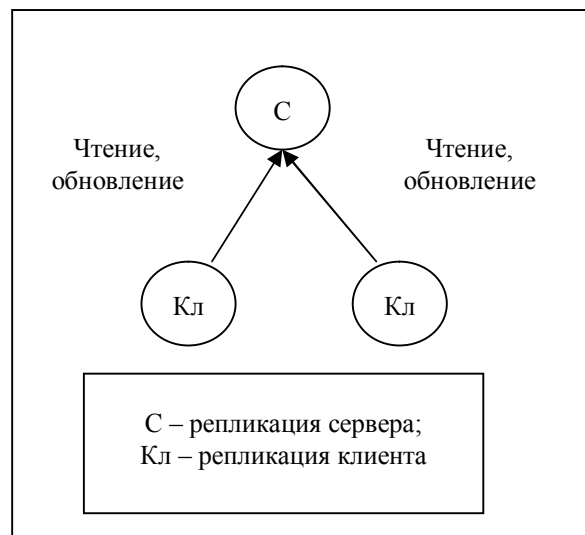 С
Чтение,
обновление
Чтение,
обновление
Кл
Кл
С – репликация сервера;
Кл – репликация клиента